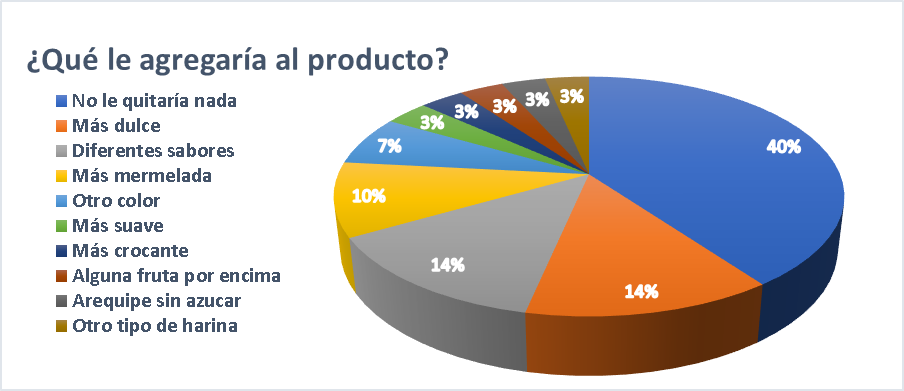 ¿Qué le agregaría al producto?
No le quitaría nada
Más dulce
Diferentes sabores
Más mermelada
Otro color
Más suave
Más crocante
Alguna fruta por encima
Arequipe sin azucar
Otro tipo de harina
40%
14%
14%
10%
7%
3%
3%
3%
3%
3%